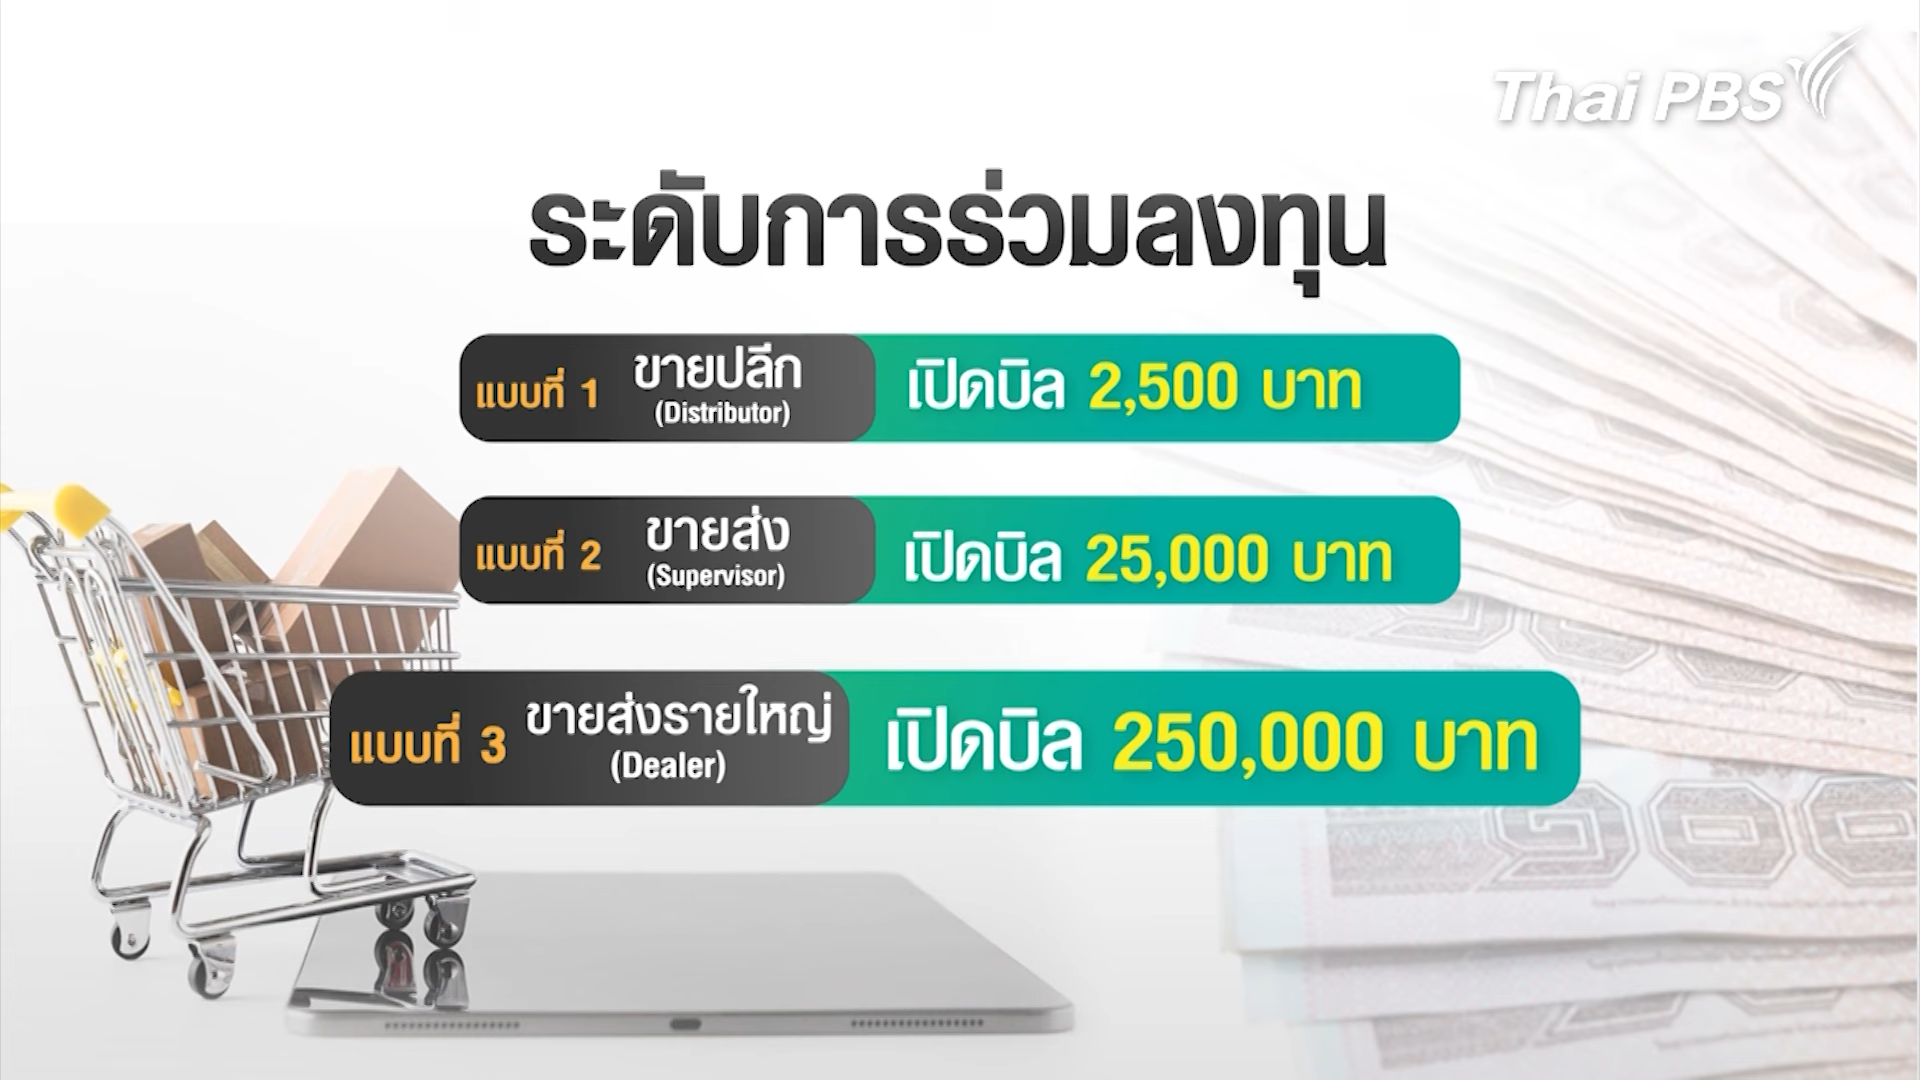 Thai PBS
ระดับการร่วมลงทุน
แบบที่ 1 ขายปลีก (Distributor) เปิดบิล 2,500 บาท
แบบที่ 2 ขายส่ง (Supervisor) เปิดบิล 25,000 บาท
แบบที่ 3 ขายส่งรายใหญ่ (Dealer) เปิดบิล 250,000 บาท
๑๐๐